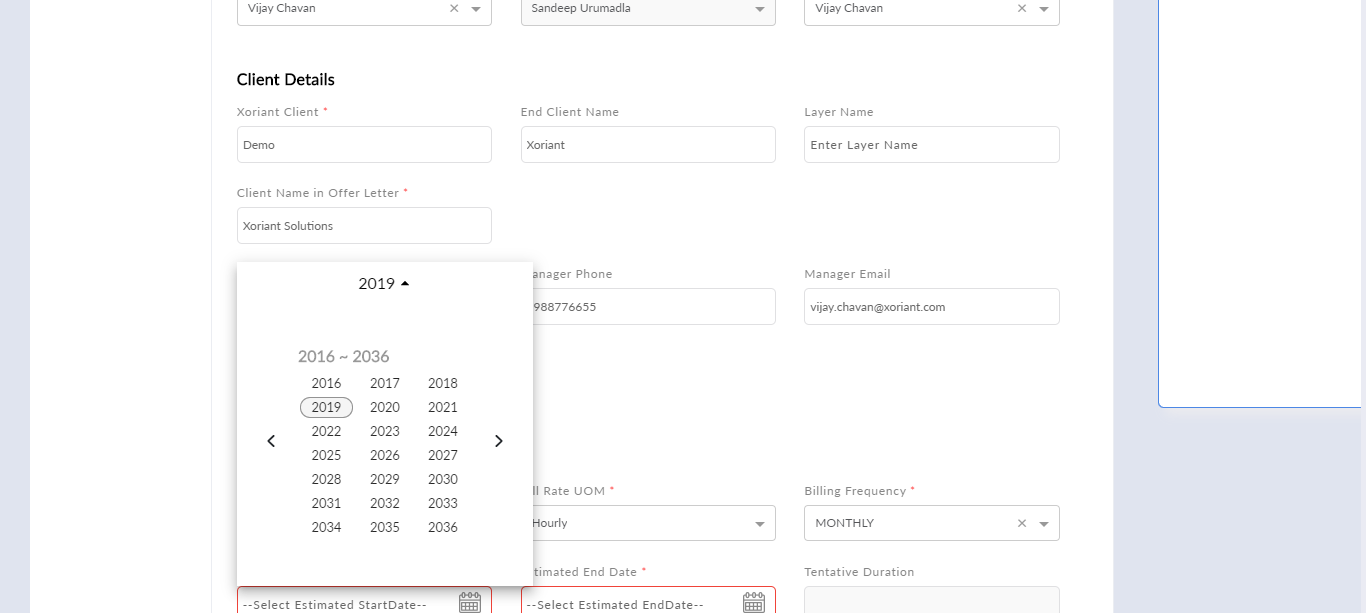 Vijay Chavan × Sandeep Urumadla Vijay Chavan ×
Client Details
Xoriant Client * End Client Name Layer Name
Demo Xoriant Enter Layer Name
Client Name in Offer Letter *
Xoriant Solutions
anager Phone Manager Email
988776655 vijay.chavan@xoriant.com
2019
2016 ~ 2036
2016 2017 2018
2019 2020 2021
2022 2023 2024
2025 2026 2027
2028 2029 2030
2031 2032 2033
2034 2035 2036
ll Rate UOM * Billing Frequency *
Hourly MONTHLY ×
timated End Date * Tentative Duration
--Select Estimated StartDate-- --Select Estimated EndDate--